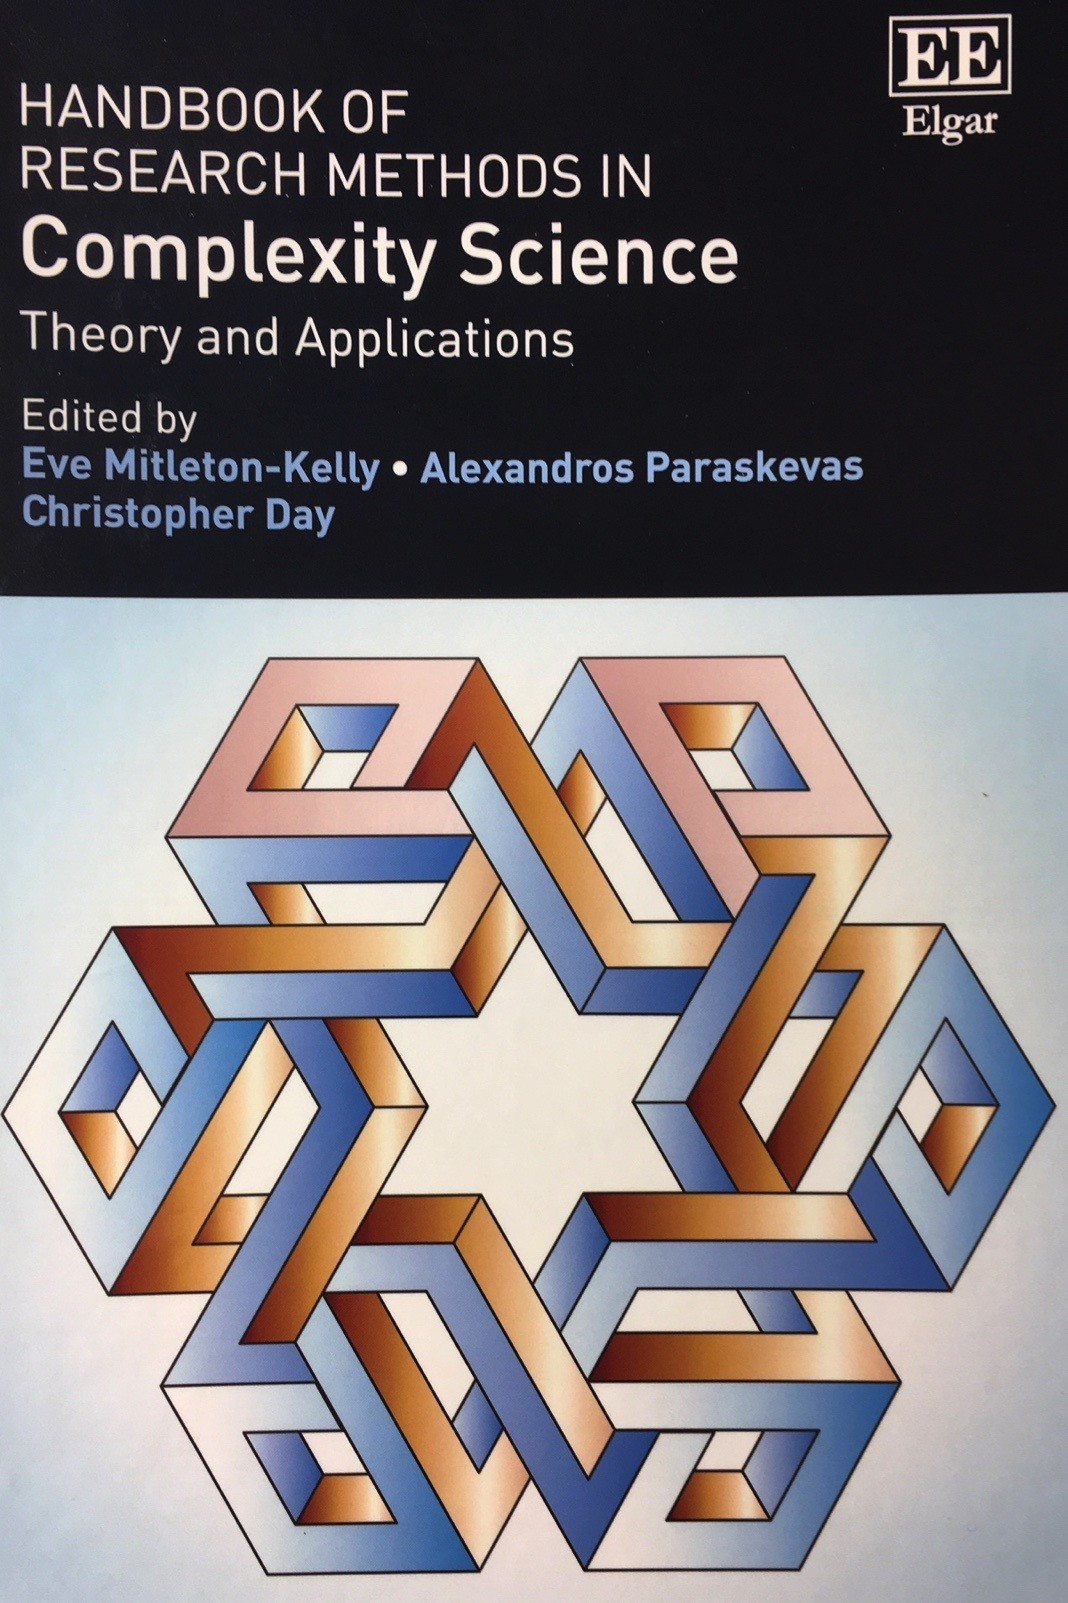 EE
Elgar
HANDBOOK OF
RESEARCH METHODS IN
Complexity Science
Theory and Applications
Edited by
Eve Mitleton-Kelly • Alexandros Paraskevas
Christopher Day